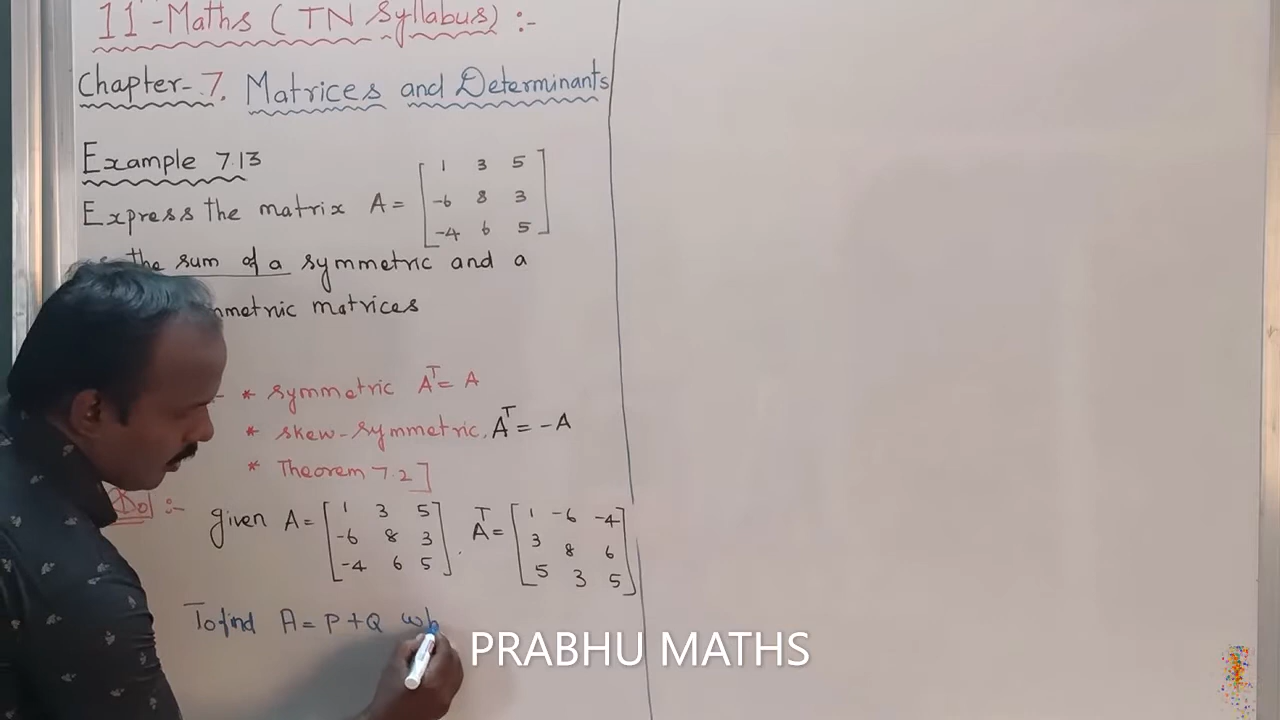 11 - Maths ( TN Syllabus) :-
Chapter - 7. Matrices and Determinants
Example 7.13
Express the matrix A = [ 1 3 5
-6 8 3
-4 6 5 ]
the sum of a symmetric and a
mmetric matrices
* symmetric A^T = A
* skew-symmetric, A^T = -A
* Theorem 7.2 ]
Sol :-
given A = [ 1 3 5
-6 8 3
-4 6 5 ] , A^T = [ 1 -6 -4
3 8 6
5 3 5 ]
To find A = P + Q wh
PRABHU MATHS